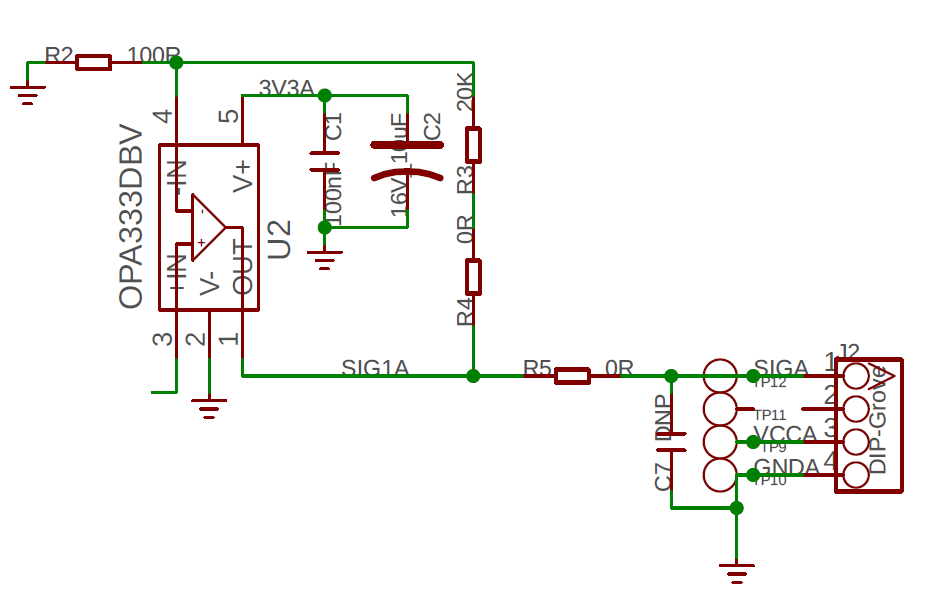 R2 100R
3V3A
4
5
C1
100nF
10uF
16V
C2
20K
R3
0R
R4
OPA333DBV
-IN
V+
-
+
+IN
V-
OUT
U2
3
2
1
SIG1A
R5 0R
DNP
C7
SIGA
TP12
TP11
VCCA
TP9
GNDA
TP10
J2
1
2
3
4
DIP-Grove